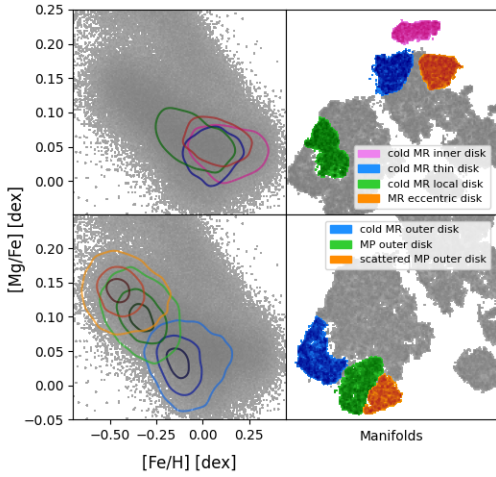 0.25
0.20
0.15
0.10
0.05
0.00
cold MR inner disk
cold MR thin disk
cold MR local disk
MR eccentric disk
[Mg/Fe] [dex]
0.20
0.15
0.10
0.05
0.00
−0.05
cold MR outer disk
MP outer disk
scattered MP outer disk
−0.50
−0.25
0.00
0.25
[Fe/H] [dex]
Manifolds